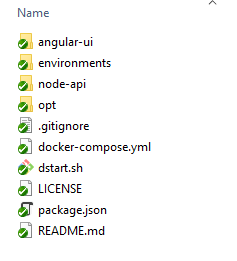 Name
angular-ui
environments
node-api
opt
.gitignore
docker-compose.yml
dstart.sh
LICENSE
package.json
README.md